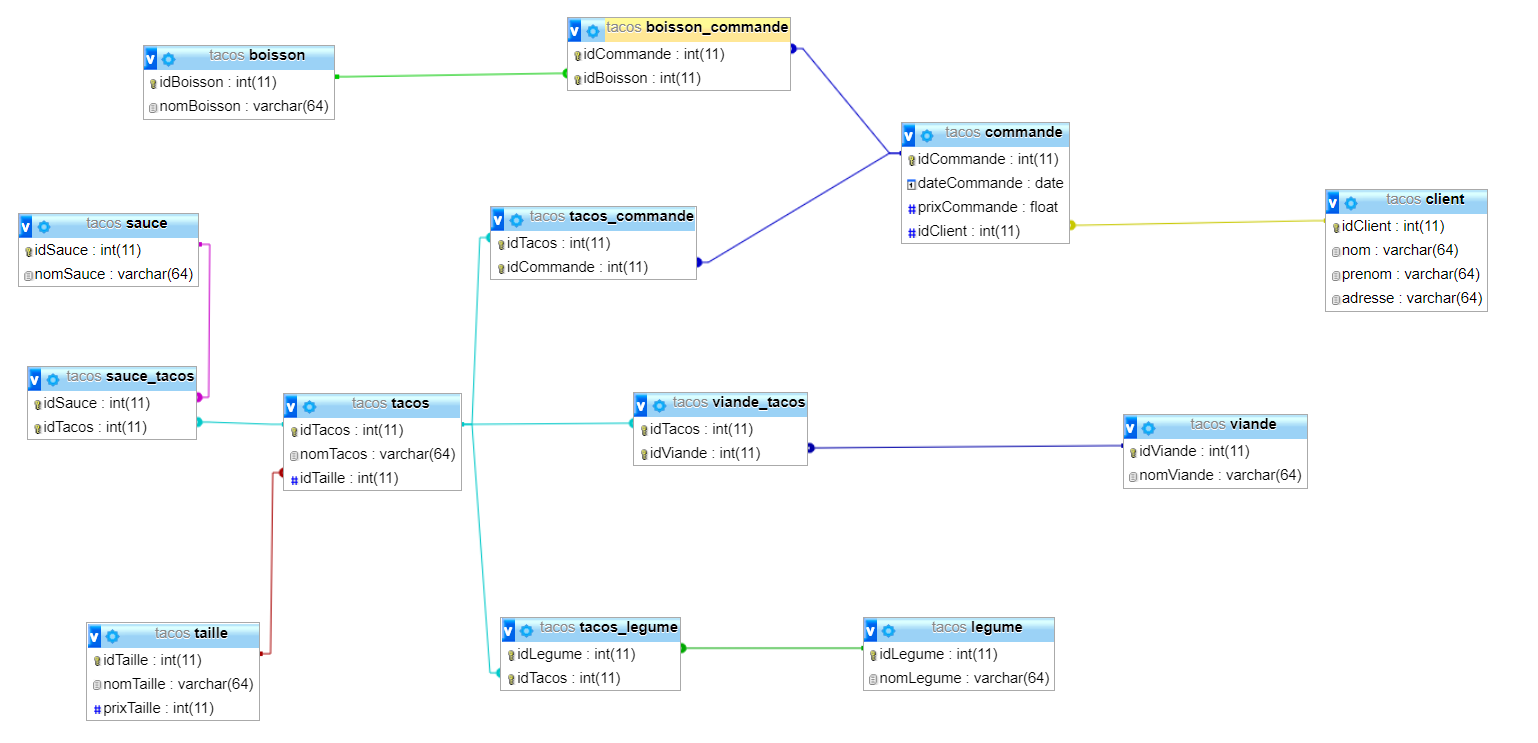 tacos boisson
idBoisson : int(11)
nomBoisson : varchar(64)
tacos boisson_commande
idCommande : int(11)
idBoisson : int(11)
tacos commande
idCommande : int(11)
dateCommande : date
prixCommande : float
idClient : int(11)
tacos client
idClient : int(11)
nom : varchar(64)
prenom : varchar(64)
adresse : varchar(64)
tacos sauce
idSauce : int(11)
nomSauce : varchar(64)
tacos tacos_commande
idTacos : int(11)
idCommande : int(11)
tacos sauce_tacos
idSauce : int(11)
idTacos : int(11)
tacos tacos
idTacos : int(11)
nomTacos : varchar(64)
idTaille : int(11)
tacos viande_tacos
idTacos : int(11)
idViande : int(11)
tacos viande
idViande : int(11)
nomViande : varchar(64)
tacos taille
idTaille : int(11)
nomTaille : varchar(64)
prixTaille : int(11)
tacos tacos_legume
idLegume : int(11)
idTacos : int(11)
tacos legume
idLegume : int(11)
nomLegume : varchar(64)